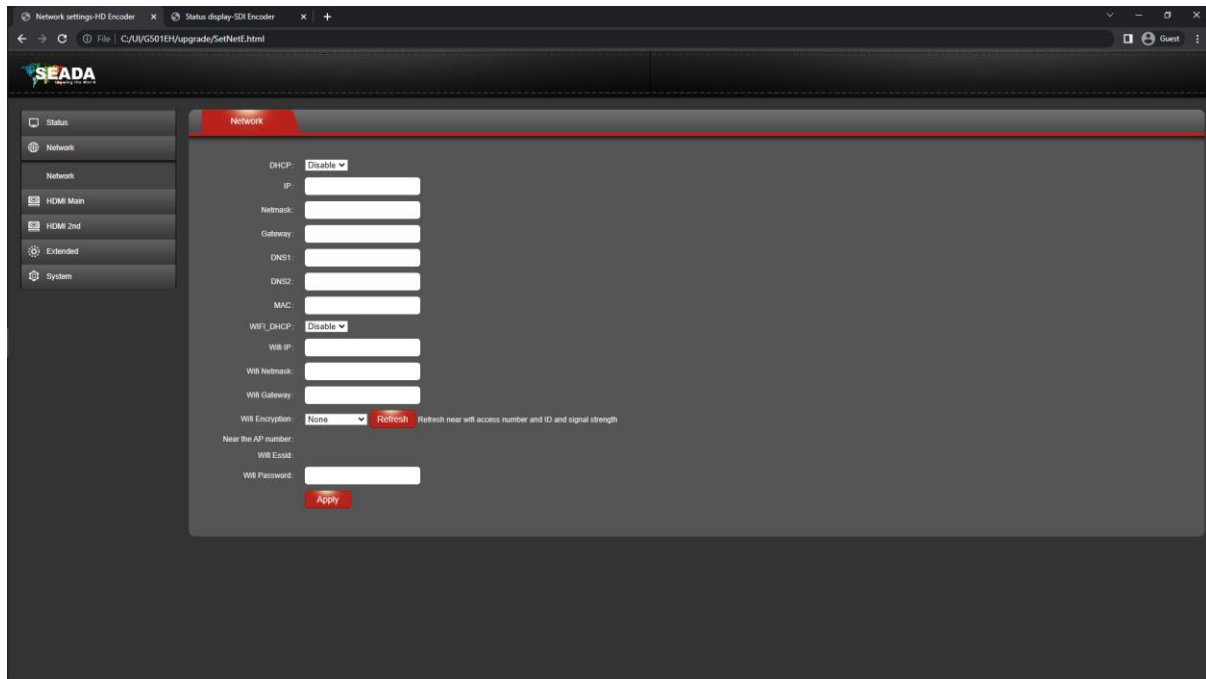 Network settings-HD Encoder
Status display-SDI Encoder
File | C:/UI/G501EH/upgrade/SetNetE.html
Guest
SEADA
Status
Network
Network
HDMI Main
HDMI 2nd
Extended
System
Network
DHCP: Disable
IP:
Netmask:
Gateway:
DNS1:
DNS2:
MAC:
WIFI_DHCP: Disable
Wifi IP:
Wifi Netmask:
Wifi Gateway:
Wifi Encryption: None Refresh Refresh near wifi access number and ID and signal strength
Near the AP number:
Wifi Essid:
Wifi Password:
Apply